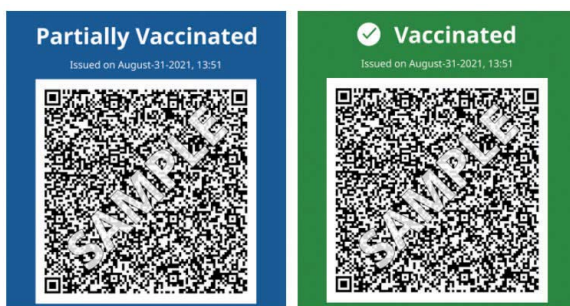 Partially Vaccinated
Issued on August-31-2021, 13:51
SAMPLE
Vaccinated
Issued on August-31-2021, 13:51
SAMPLE